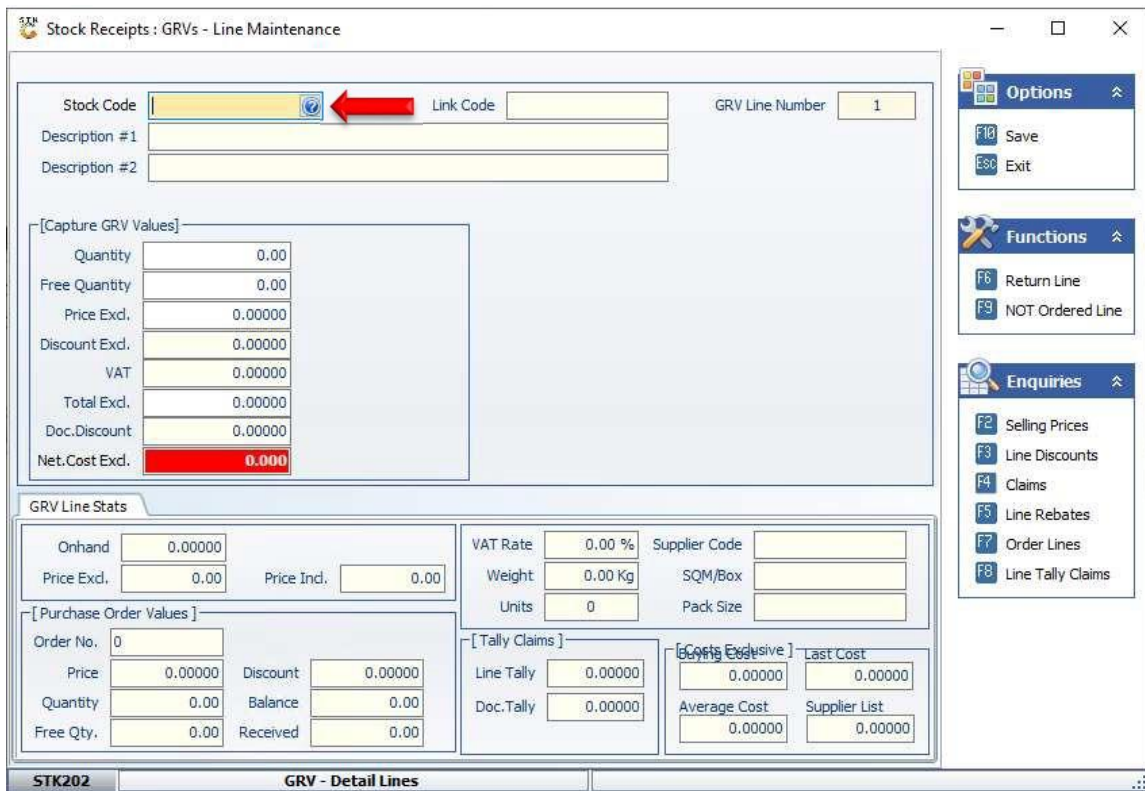 STK
Stock Receipts : GRVs - Line Maintenance
Stock Code
Link Code
GRV Line Number 1
Description #1
Description #2
[Capture GRV Values]
Quantity 0.00
Free Quantity 0.00
Price Excl. 0.00000
Discount Excl. 0.00000
VAT 0.00000
Total Excl. 0.00000
Doc.Discount 0.00000
Net.Cost Excl. 0.000
GRV Line Stats
Onhand 0.00000
Price Excl. 0.00 Price Incl. 0.00
[ Purchase Order Values ]
Order No. 0
Price 0.00000 Discount 0.00000
Quantity 0.00 Balance 0.00
Free Qty. 0.00 Received 0.00
VAT Rate 0.00 % Supplier Code
Weight 0.00 Kg SQM/Box
Units 0 Pack Size
[ Tally Claims ]
Line Tally 0.00000
Doc.Tally 0.00000
[ Costs Exclusive ]
Buying Cost Last Cost
0.00000 0.00000
Average Cost Supplier List
0.00000 0.00000
Options
F10 Save
Esc Exit
Functions
F6 Return Line
F9 NOT Ordered Line
Enquiries
F2 Selling Prices
F3 Line Discounts
F4 Claims
F5 Line Rebates
F7 Order Lines
F8 Line Tally Claims
STK202 GRV - Detail Lines